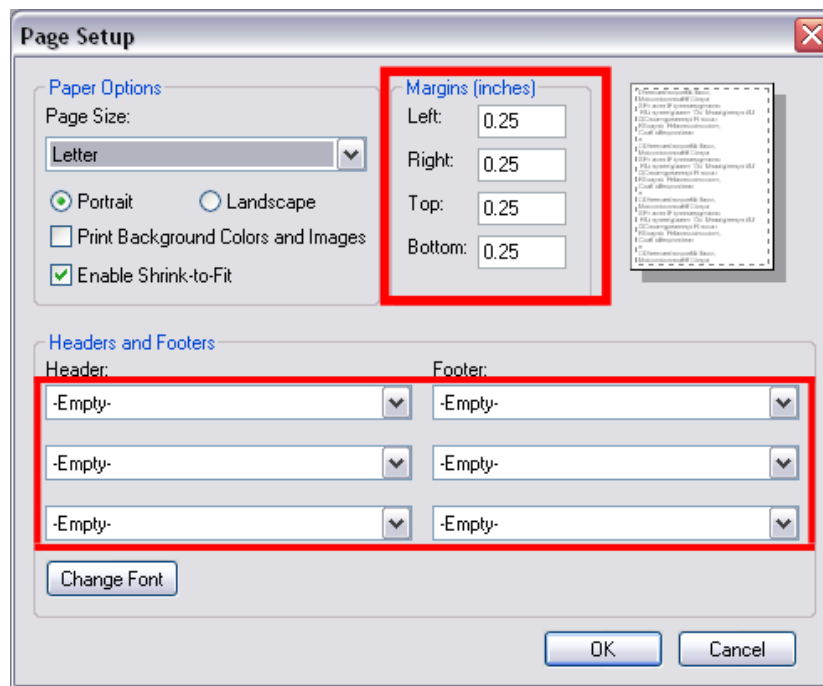 Page Setup
Paper Options
Page Size:
Letter
Portrait
Landscape
Print Background Colors and Images
Enable Shrink-to-Fit
Margins (inches)
Left: 0.25
Right: 0.25
Top: 0.25
Bottom: 0.25
Headers and Footers
Header: Footer:
-Empty- -Empty-
-Empty- -Empty-
-Empty- -Empty-
Change Font
OK Cancel